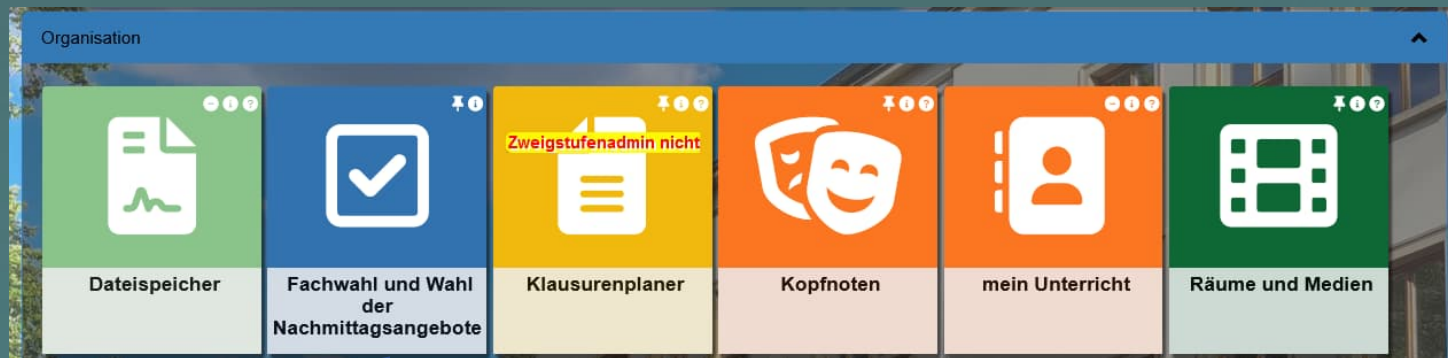 Organisation
Zweigstufenadmin nicht
Dateispeicher
Fachwahl und Wahl
der
Nachmittagsangebote
Klausurenplaner
Kopfnoten
mein Unterricht
Räume und Medien